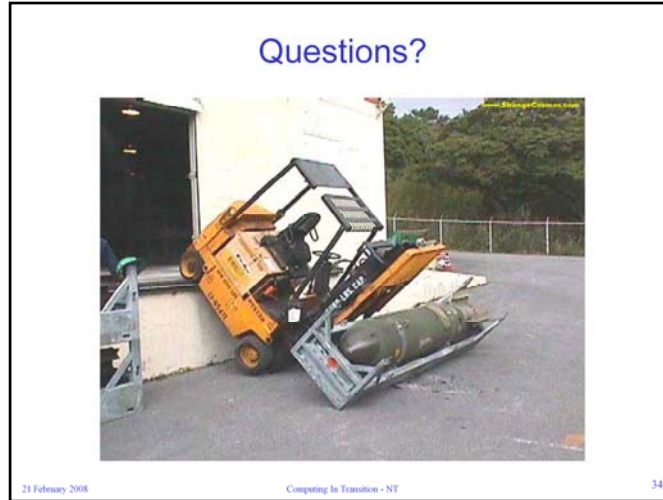 Questions?
www.StrangeCosmos.com
21 February 2008
Computing In Transition - NT
34